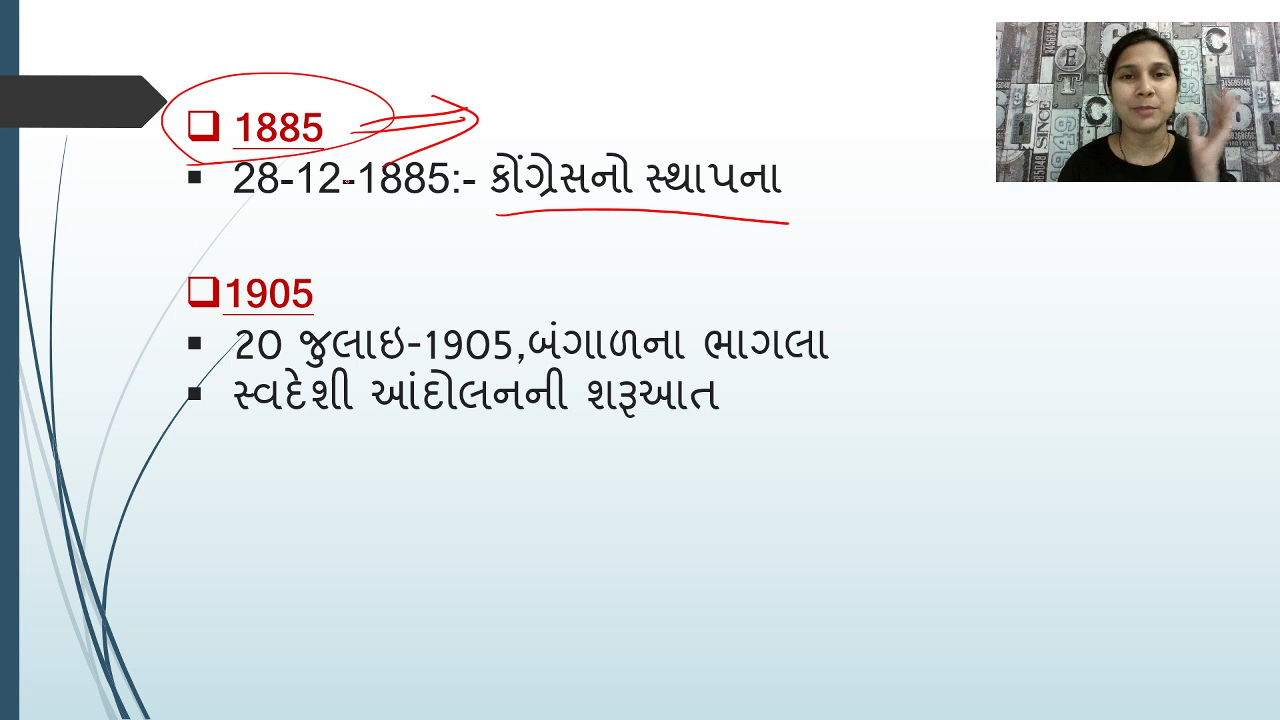 1885
28-12-1885:- કોંગ્રેસનો સ્થાપના
1905
20 જુલાઇ-1905,બંગાળના ભાગલા
સ્વદેશી આંદોલનની શરૂઆત